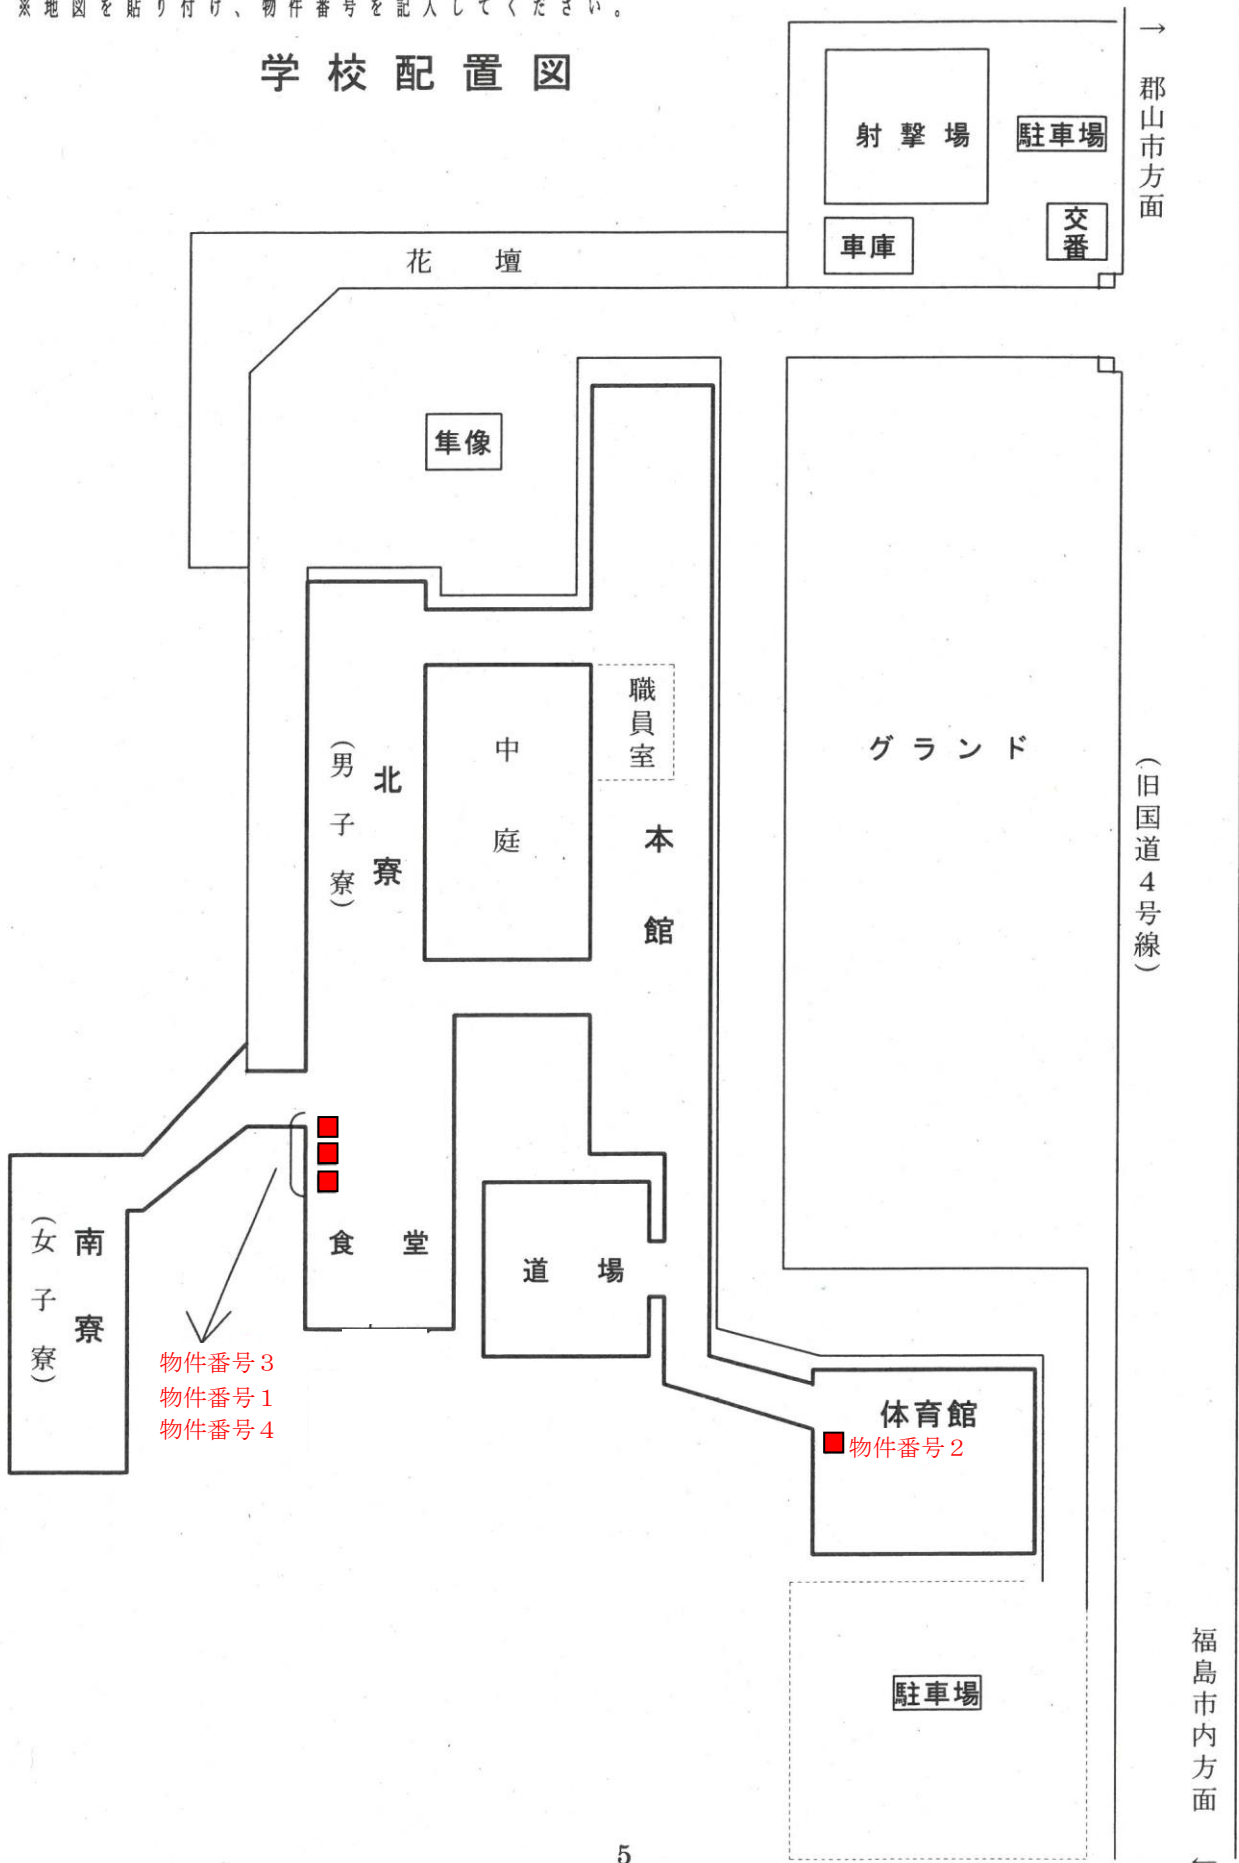 ※地図を貼り付け、物件番号を記入してください。
学校配置図
→ 郡山市方面
射撃場
駐車場
車庫
交番
花壇
隼像
職員室
中庭
北寮
(男子寮)
本館
グランド
(旧国道4号線)
食堂
道場
南寮
(女子寮)
物件番号3
物件番号1
物件番号4
体育館
物件番号2
駐車場
福島市内方面
5